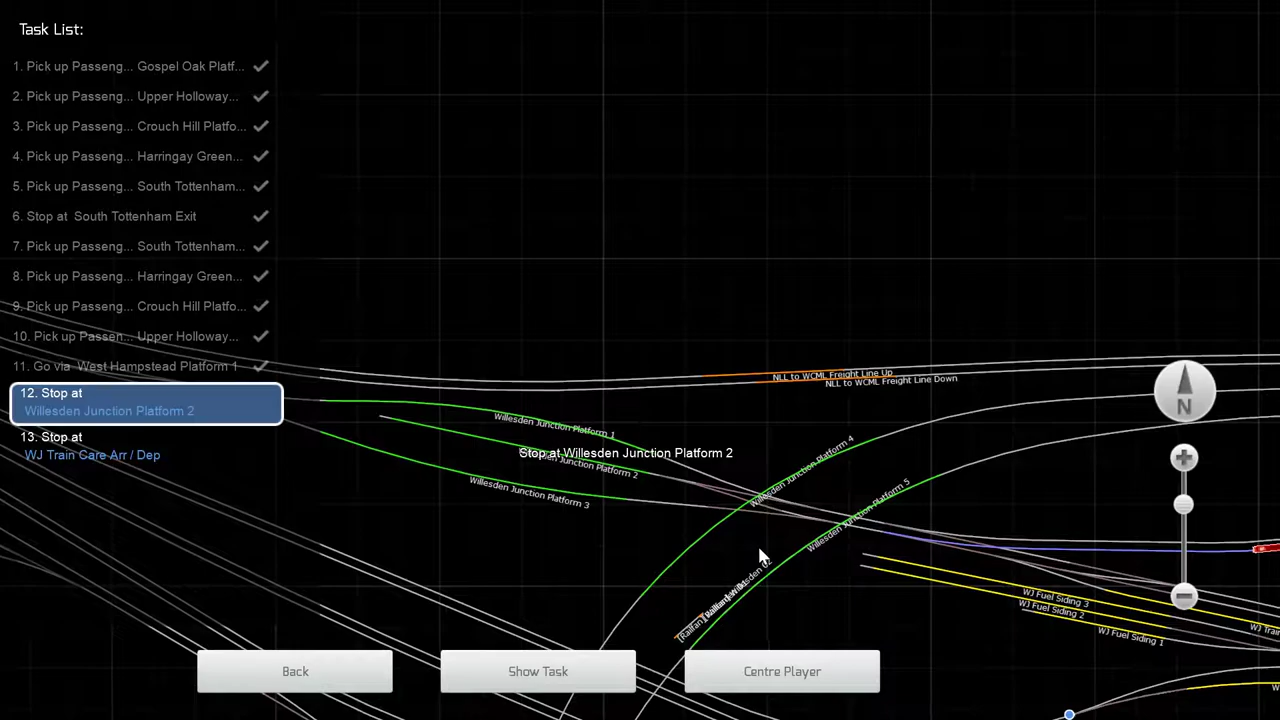 Task List:
1. Pick up Passeng... Gospel Oak Platf...
2. Pick up Passeng... Upper Holloway...
3. Pick up Passeng... Crouch Hill Platfo...
4. Pick up Passeng... Harringay Green...
5. Pick up Passeng... South Tottenham...
6. Stop at South Tottenham Exit
7. Pick up Passeng... South Tottenham...
8. Pick up Passeng... Harringay Green...
9. Pick up Passeng... Crouch Hill Platfo...
10. Pick up Passen... Upper Holloway...
11. Go via West Hampstead Platform 1
12. Stop at
Willesden Junction Platform 2
13. Stop at
WJ Train Care Arr / Dep
NLL to WCML Freight Line Up
NLL to WCML Freight Line Down
Willesden Junction Platform 1
Stop at Willesden Junction Platform 2
Junction Platform 2
Willesden Junction Platform 3
Willesden Junction Platform 4
Willesden Junction Platform 5
N
WJ Fuel Siding 3
WJ Fuel Siding 2
WJ Fuel Siding 1
Back
Show Task
Centre Player